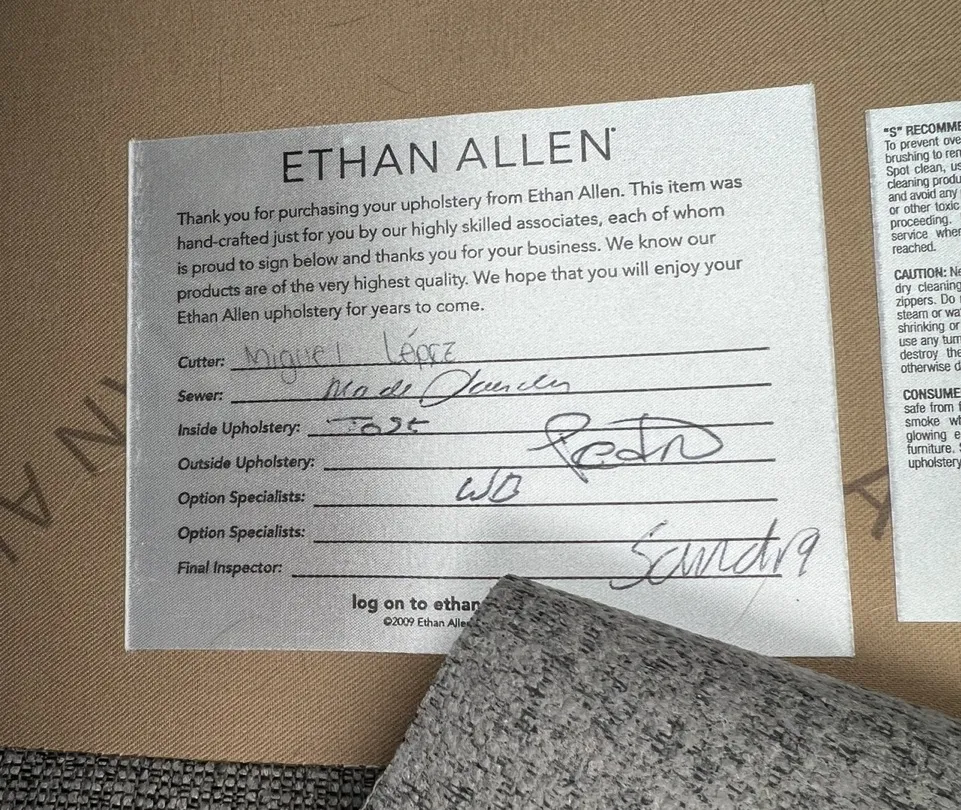 ETHAN ALLEN
Thank you for purchasing your upholstery from Ethan Allen. This item was
hand-crafted just for you by our highly skilled associates, each of whom
is proud to sign below and thanks you for your business. We know our
products are of the very highest quality. We hope that you will enjoy your
Ethan Allen upholstery for years to come.
Cutter: Miguel López
Sewer:
Inside Upholstery:
Outside Upholstery: Pedro
Option Specialists: WB
Option Specialists:
Final Inspector: Sandra
log on to ethan
©2009 Ethan Alle
"S" RECOMME
To prevent ove
brushing to rem
Spot clean, us
cleaning produ
and avoid any
or other toxic
proceeding.
service when
reached.
CAUTION: Ne
dry cleaning
zippers. Do
steam or wa
shrinking or
use any tum
destroy the
otherwise d
CONSUME
safe from f
smoke wh
glowing e
furniture. S
upholstery